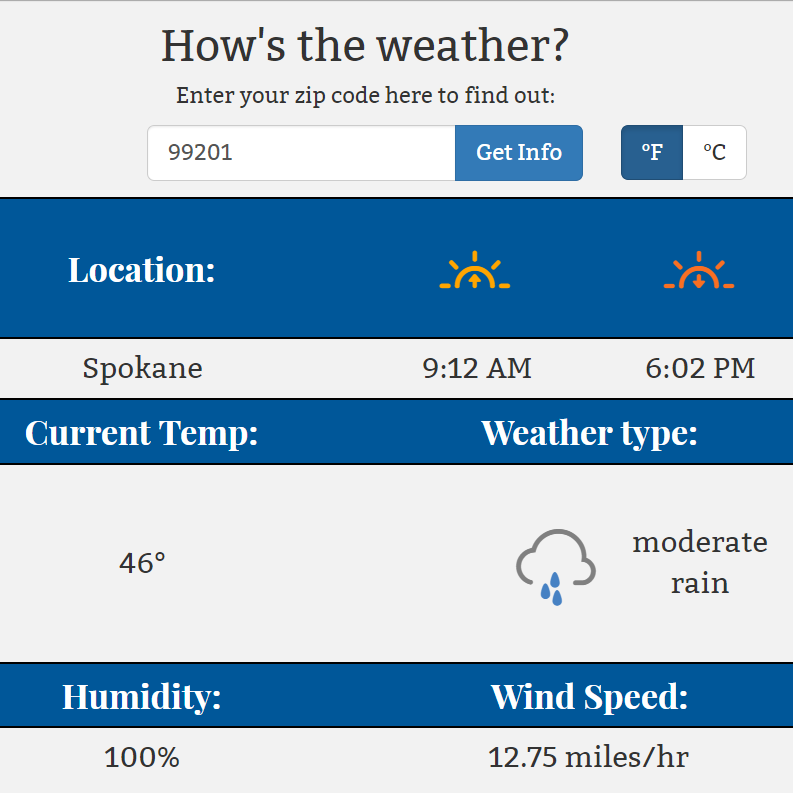 How's the weather?
Enter your zip code here to find out:
99201 Get Info °F °C
Location:
Spokane 9:12 AM 6:02 PM
Current Temp: Weather type:
46° moderate
rain
Humidity: Wind Speed:
100% 12.75 miles/hr